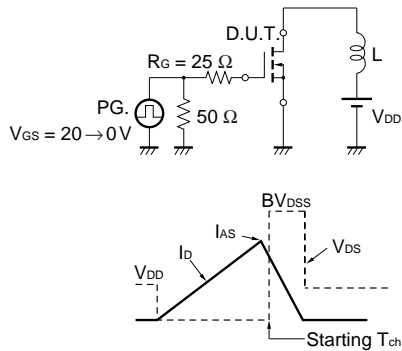 D.U.T.
RG = 25 Ω
L
PG.
50 Ω
VDD
VGS = 20 → 0 V
BVDSS
IAS
ID
VDS
VDD
Starting Tch